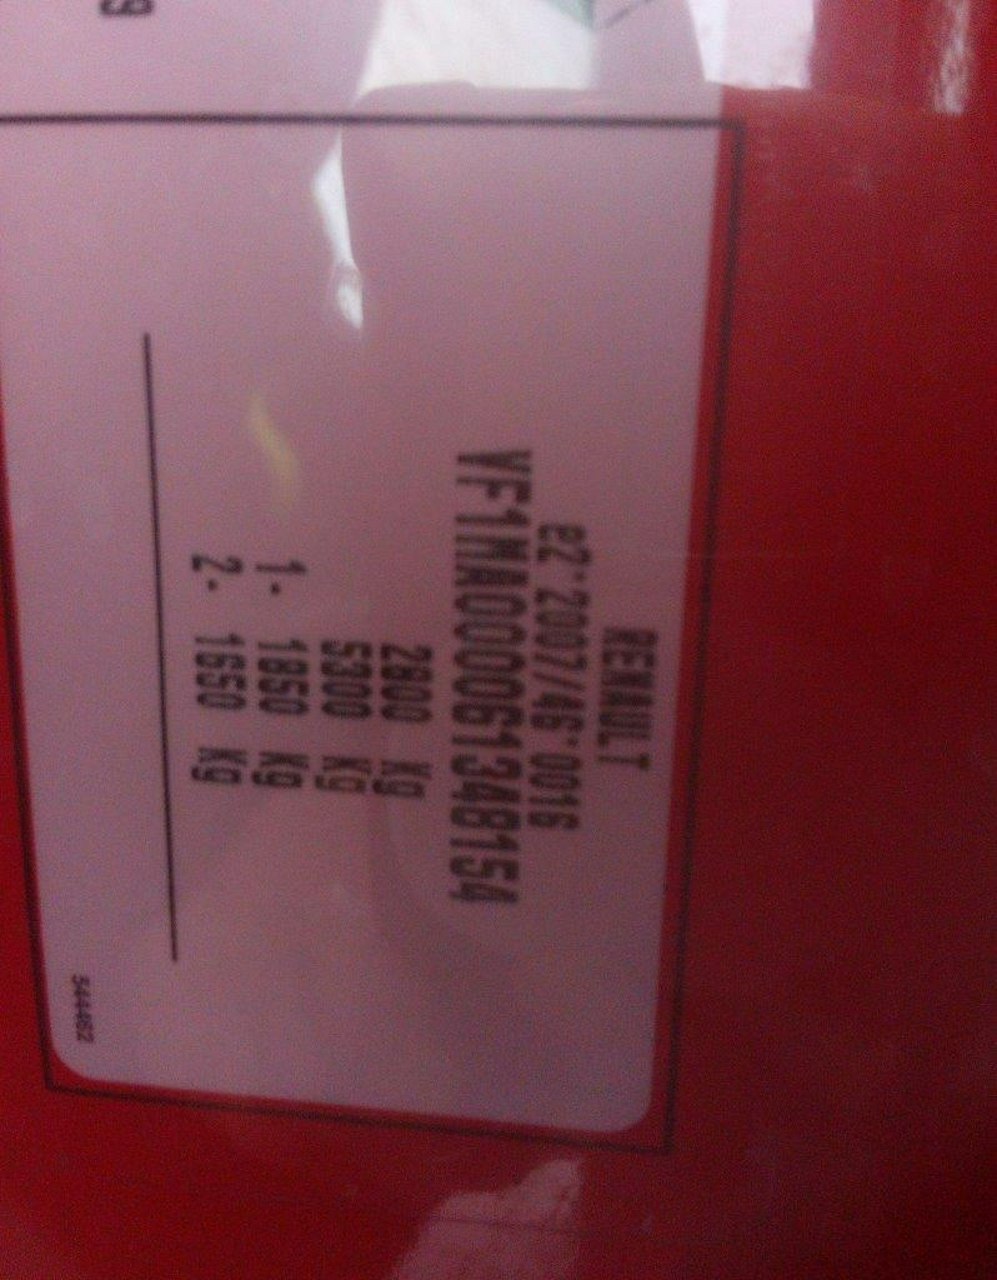 RENAULT
e2*2007/46*0016
VF1MA000061348154
2800 Kg
5300 Kg
1- 1850 Kg
2- 1650 Kg
544462